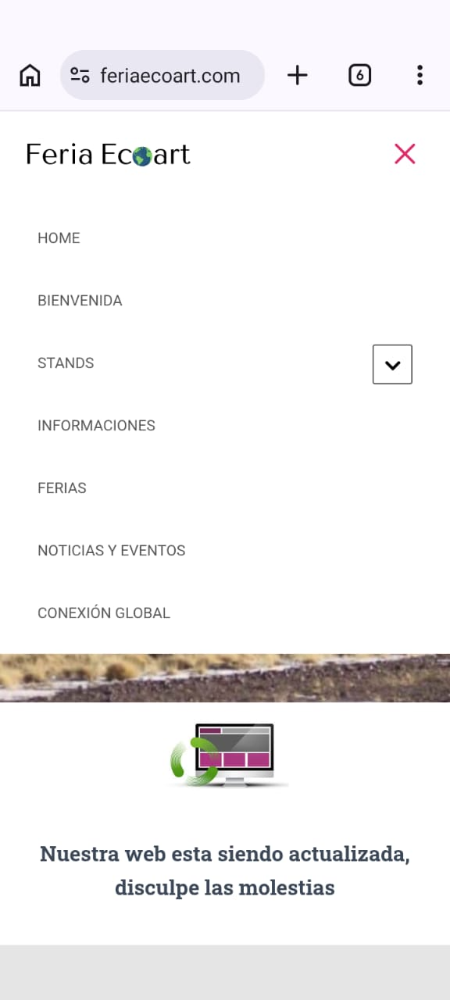 feriaecoart.com
6
Feria Ecoart
HOME
BIENVENIDA
STANDS
INFORMACIONES
FERIAS
NOTICIAS Y EVENTOS
CONEXIÓN GLOBAL
Nuestra web esta siendo actualizada,
disculpe las molestias